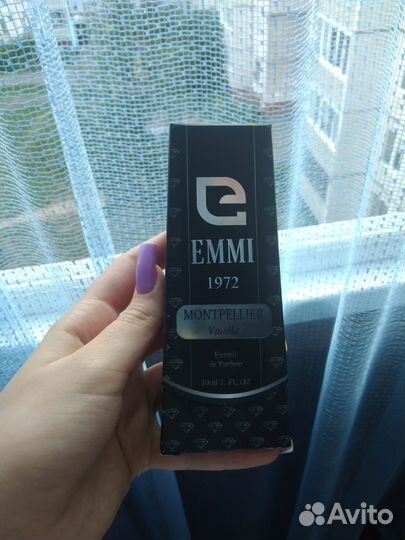 EMMI
1972
MONTPELLIER
Vanilla
Extrait
de Parfum
30ml 1. FL.OZ
Avito